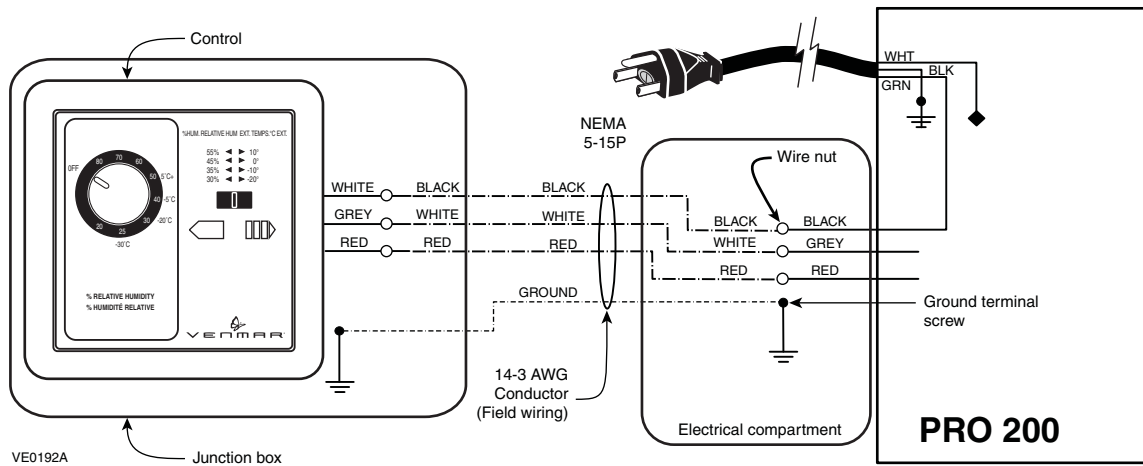 Control
%HUM. RELATIVE HUM EXT. TEMPS.°C EXT.
55% ◄ ► 10°
45% ◄ ► 0°
35% ◄ ► -10°
30% ◄ ► -20°
OFF
80
70
60
50 5°C+
40 -5°C
30 -20°C
25
20
-30°C
% RELATIVE HUMIDITY
% HUMIDITÉ RELATIVE
VENMAR
WHITE
BLACK
BLACK
GREY
WHITE
WHITE
RED
RED
RED
GROUND
14-3 AWG
Conductor
(Field wiring)
NEMA
5-15P
WHT
BLK
GRN
Wire nut
BLACK
BLACK
WHITE
GREY
RED
RED
Ground terminal
screw
Electrical compartment
PRO 200
VE0192A
Junction box